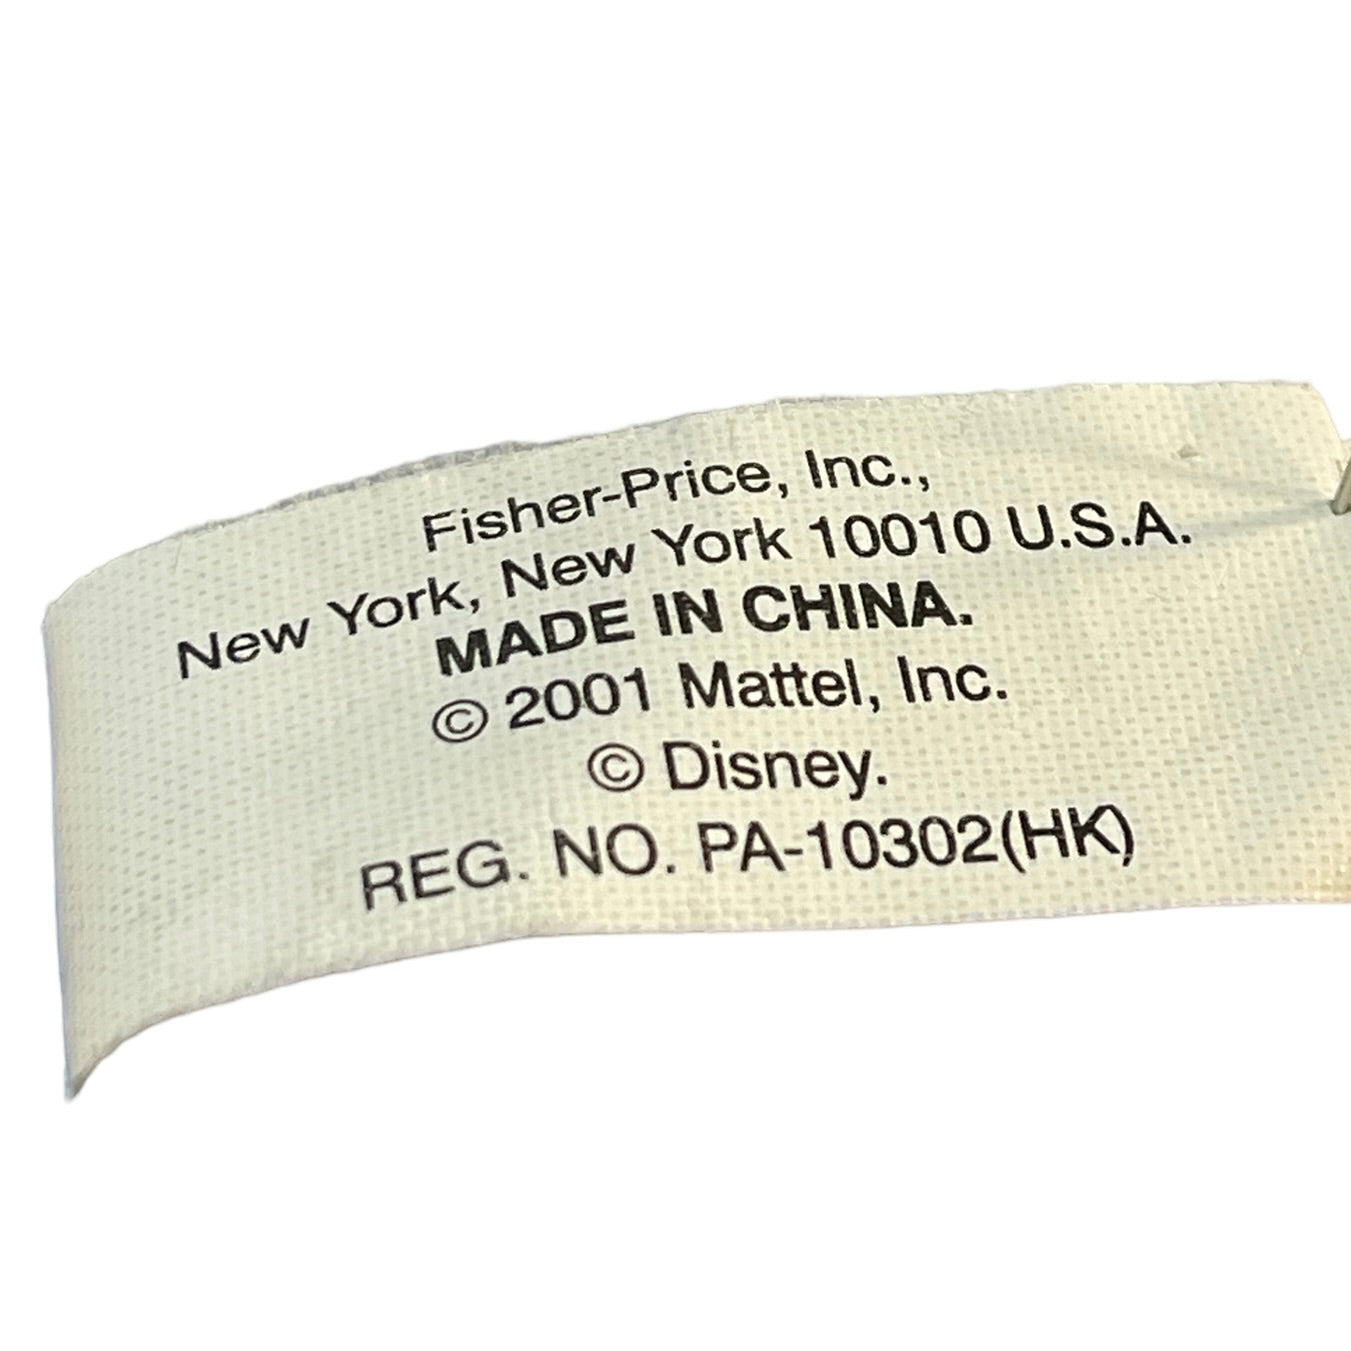 Fisher-Price, Inc.,
New York, New York 10010 U.S.A.
MADE IN CHINA.
© 2001 Mattel, Inc.
© Disney.
REG. NO. PA-10302(HK)